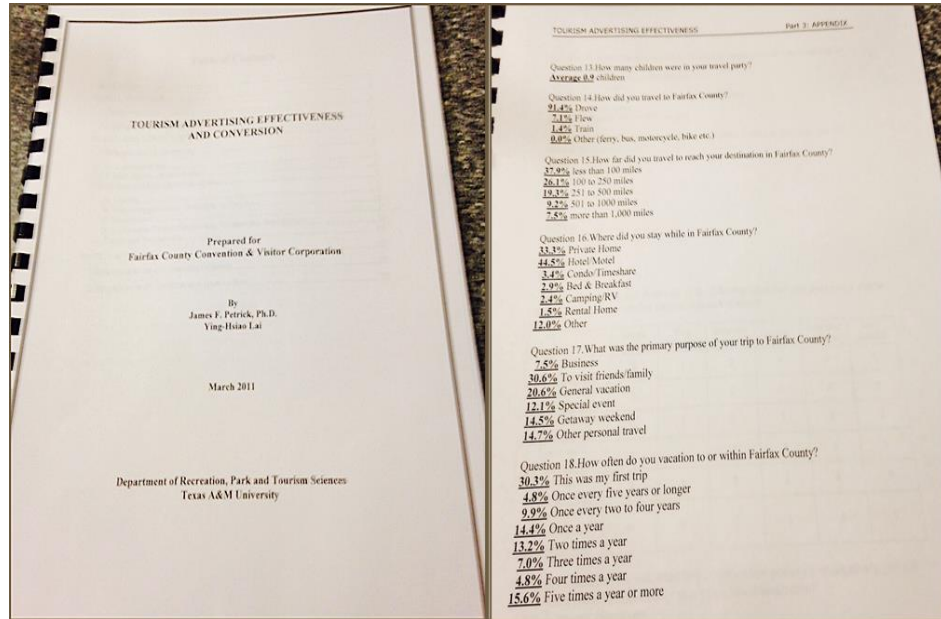 TOURISM ADVERTISING EFFECTIVENESS
AND CONVERSION
Prepared for
Fairfax County Convention & Visitor Corporation
By
James F. Petrick, Ph.D.
Ying-Hsiao Lai
March 2011
Department of Recreation, Park and Tourism Sciences
Texas A&M University
TOURISM ADVERTISING EFFECTIVENESS
Part 3: APPENDIX
Question 13.How many children were in your travel party?
Average 0.9 children
Question 14.How did you travel to Fairfax County?
91.4% Drove
7.1% Flew
1.4% Train
0.0% Other (ferry, bus, motorcycle, bike etc.)
Question 15.How far did you travel to reach your destination in Fairfax County?
37.9% less than 100 miles
26.1% 100 to 250 miles
19.3% 251 to 500 miles
9.2% 501 to 1000 miles
7.5% more than 1,000 miles
Question 16.Where did you stay while in Fairfax County?
33.3% Private Home
44.5% Hotel/Motel
3.4% Condo/Timeshare
2.9% Bed & Breakfast
2.4% Camping/RV
1.5% Rental Home
12.0% Other
Question 17.What was the primary purpose of your trip to Fairfax County?
7.5% Business
30.6% To visit friends/family
20.6% General vacation
12.1% Special event
14.5% Getaway weekend
14.7% Other personal travel
Question 18.How often do you vacation to or within Fairfax County?
30.3% This was my first trip
4.8% Once every five years or longer
9.9% Once every two to four years
14.4% Once a year
13.2% Two times a year
7.0% Three times a year
4.8% Four times a year
15.6% Five times a year or more